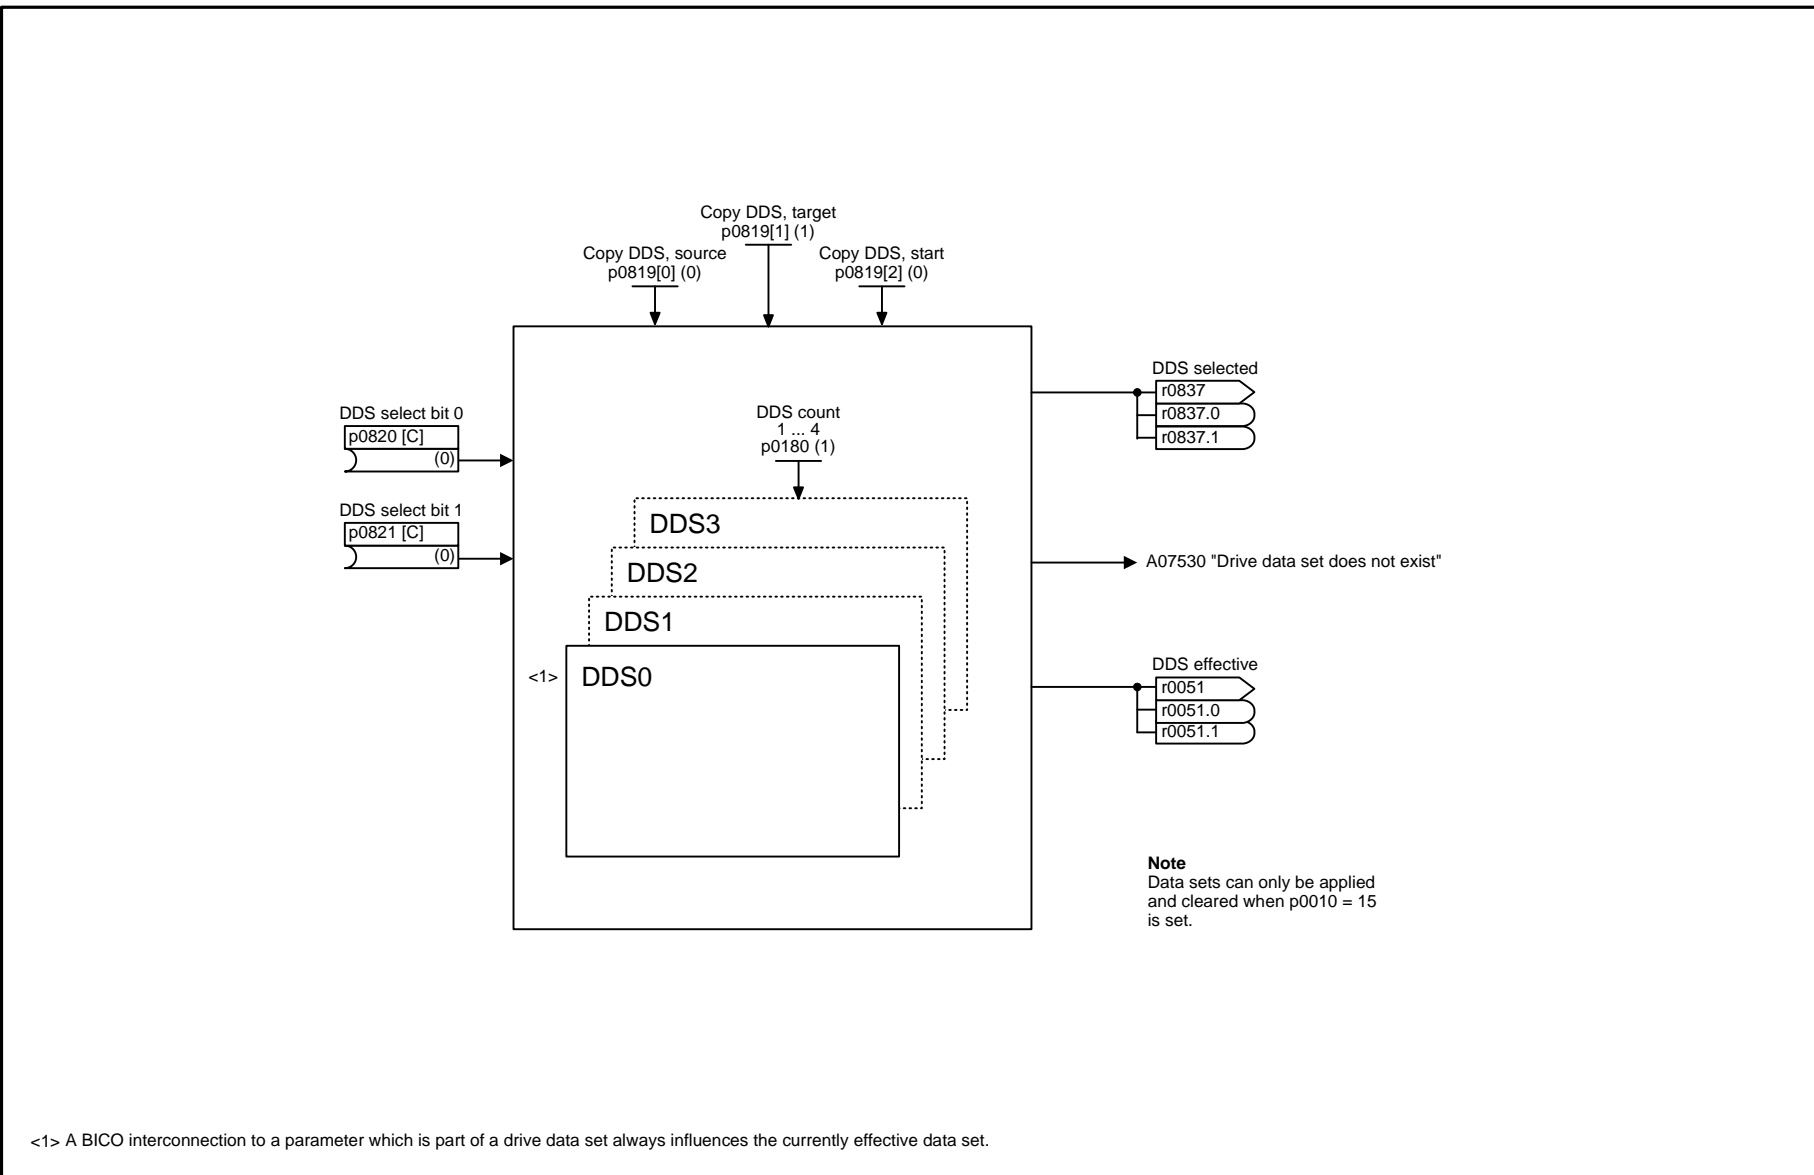 Copy DDS, target
p0819[1] (1)
Copy DDS, source
p0819[0] (0)
Copy DDS, start
p0819[2] (0)
DDS select bit 0
p0820 [C]
(0)
DDS select bit 1
p0821 [C]
(0)
DDS count
1 ... 4
p0180 (1)
DDS3
DDS2
DDS1
<1>
DDS0
DDS selected
r0837
r0837.0
r0837.1
A07530 "Drive data set does not exist"
DDS effective
r0051
r0051.0
r0051.1
Note
Data sets can only be applied
and cleared when p0010 = 15
is set.
<1> A BICO interconnection to a parameter which is part of a drive data set always influences the currently effective data set.